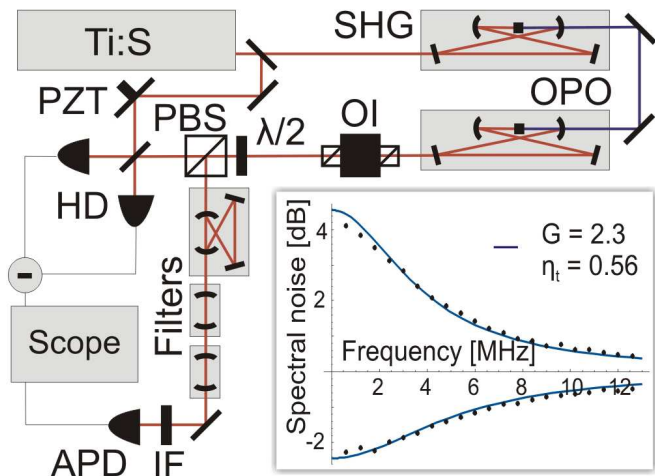 Ti:S
SHG
PZT
PBS
λ/2
OI
OPO
HD
Filters
Scope
APD
IF
Spectral noise [dB]
4
2
-2
G = 2.3
ηt = 0.56
Frequency [MHz]
2
4
6
8
10
12